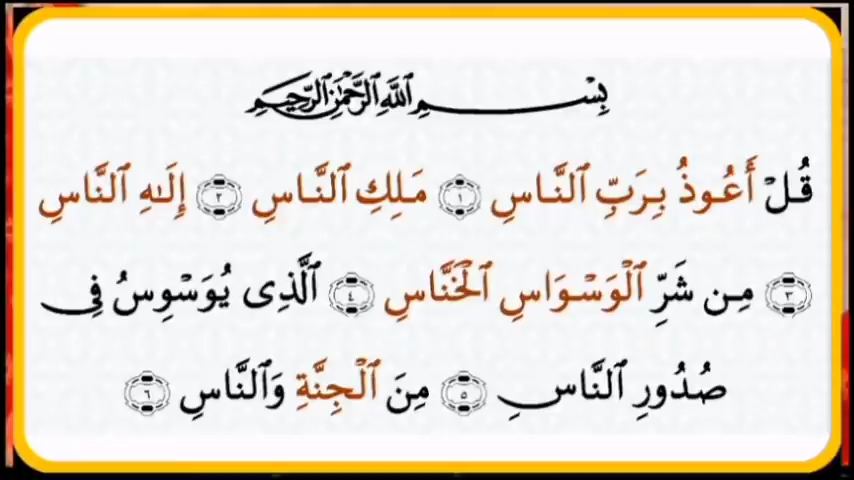 بِسْمِ ٱللَّهِ ٱلرَّحْمَٰنِ ٱلرَّحِيمِ
قُلْ أَعُوذُ بِرَبِّ ٱلنَّاسِ ١ مَلِكِ ٱلنَّاسِ ٢ إِلَٰهِ ٱلنَّاسِ
٣ مِن شَرِّ ٱلْوَسْوَاسِ ٱلْخَنَّاسِ ٤ ٱلَّذِى يُوَسْوِسُ فِى
صُدُورِ ٱلنَّاسِ ٥ مِنَ ٱلْجِنَّةِ وَٱلنَّاسِ ٦